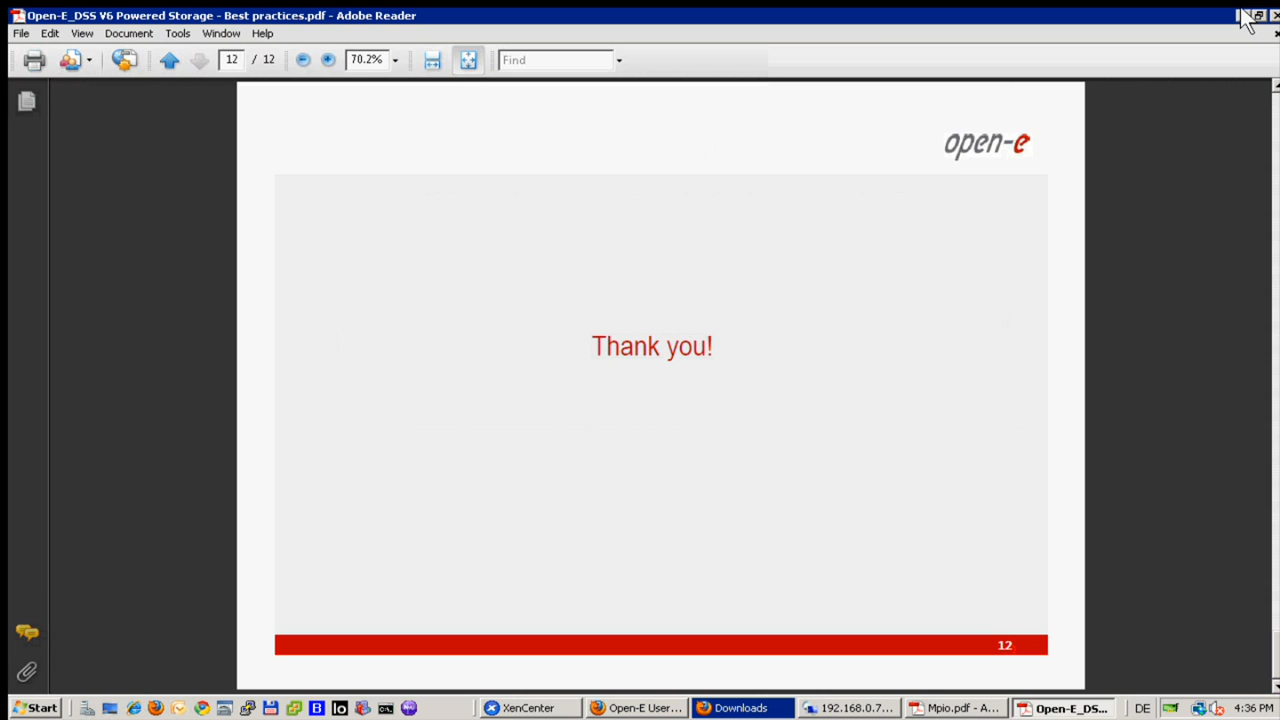 Open-E_DSS V6 Powered Storage - Best practices.pdf - Adobe Reader
File Edit View Document Tools Window Help
12 / 12 70.2% Find
open-e
Thank you!
12
Start XenCenter Open-E User... Downloads 192.168.0.7... Mpio.pdf - A... Open-E_DS... DE 4:36 PM